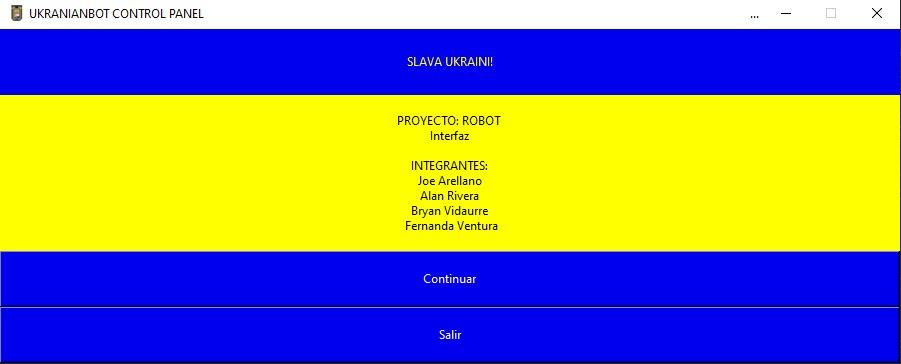 UKRANIANBOT CONTROL PANEL
...
SLAVA UKRAINI!
PROYECTO: ROBOT
Interfaz
INTEGRANTES:
Joe Arellano
Alan Rivera
Bryan Vidaurre
Fernanda Ventura
Continuar
Salir